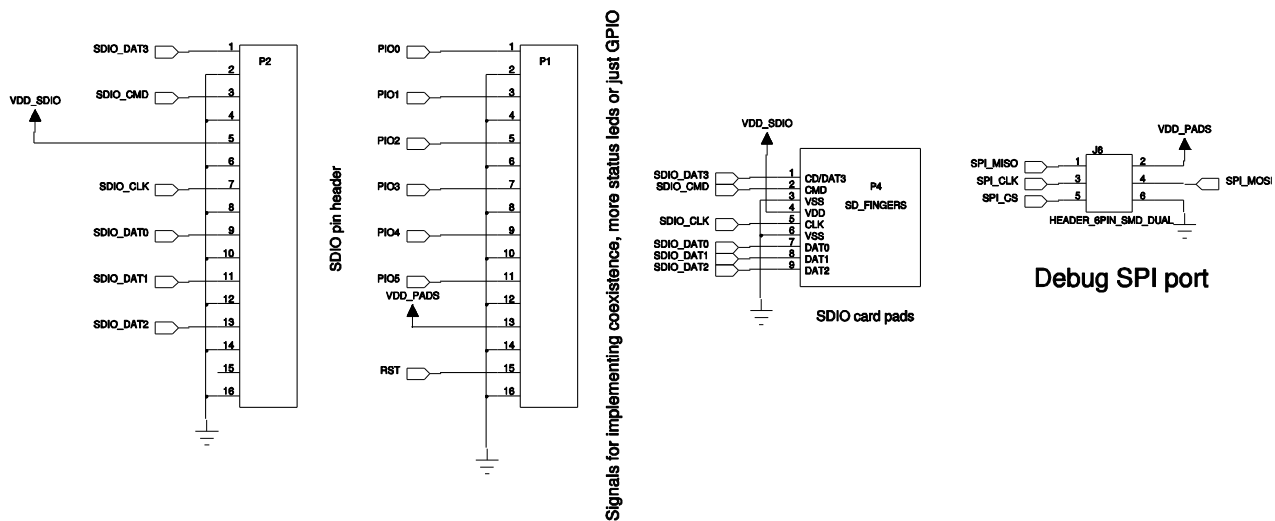 SDIO_DAT3
1
P2
2
SDIO_CMD
3
VDD_SDIO
4
5
6
SDIO_CLK
7
8
SDIO_DAT0
9
10
SDIO_DAT1
11
12
SDIO_DAT2
13
14
15
16
SDIO pin header
PIO0
1
P1
2
PIO1
3
4
PIO2
5
6
PIO3
7
8
PIO4
9
10
PIO5
11
VDD_PADS
12
13
14
RST
15
16
Signals for implementing coexistence, more status leds or just GPIO
VDD_SDIO
SDIO_DAT3 1 CD/DAT3
P4
SDIO_CMD 2 CMD
3 VSS
4 VDD
SD_FINGERS
SDIO_CLK 5 CLK
6 VSS
SDIO_DAT0 7 DAT0
SDIO_DAT1 8 DAT1
SDIO_DAT2 9 DAT2
SDIO card pads
VDD_PADS
J6
SPI_MISO 1 2
SPI_CLK 3 4 SPI_MOSI
SPI_CS 5 6
HEADER_6PIN_SMD_DUAL
Debug SPI port